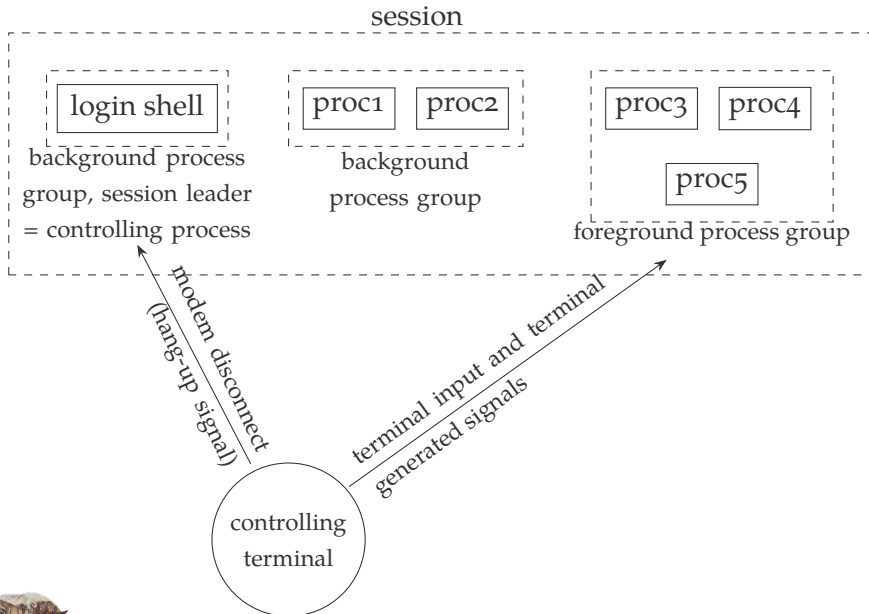 session
login shell
background process
group, session leader
= controlling process
proc1
proc2
background
process group
proc3
proc4
proc5
foreground process group
modem disconnect
(hang-up signal)
terminal input and terminal
generated signals
controlling
terminal